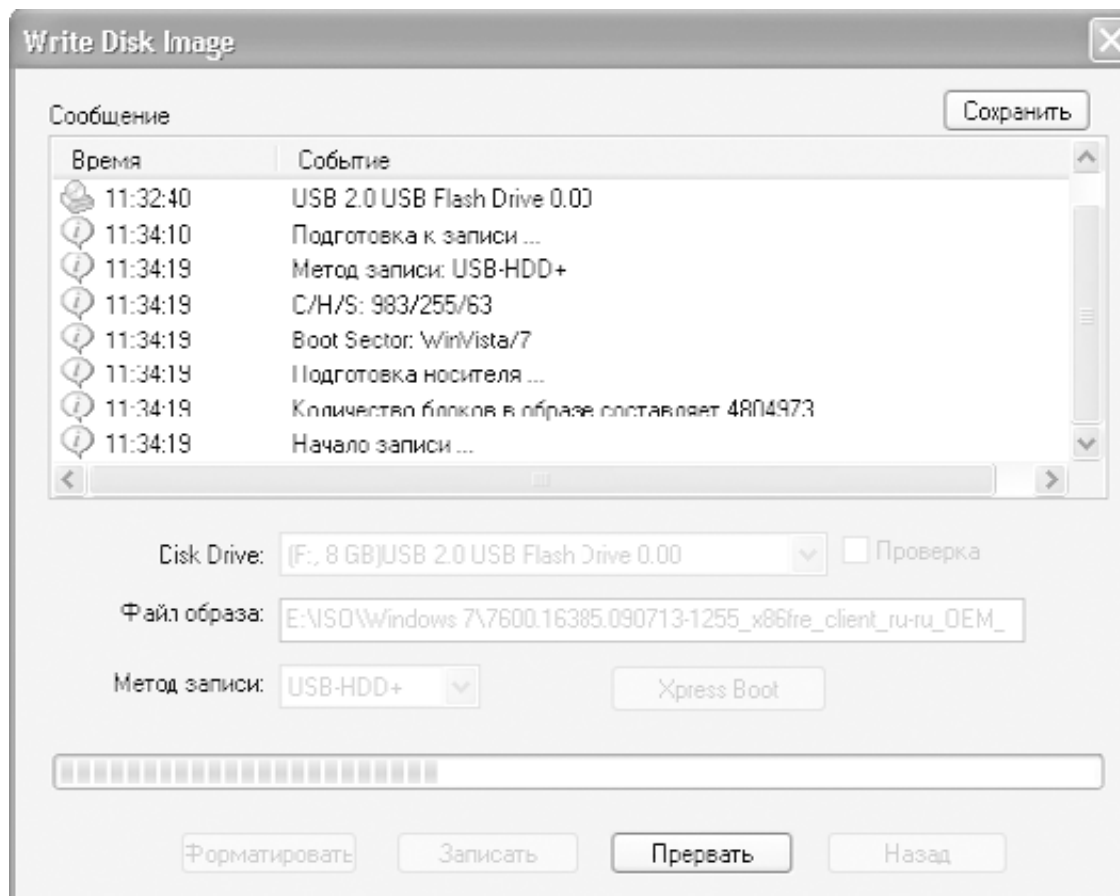 Write Disk Image
Сообщение
Сохранить
Время Событие
11:32:40 USB 2.0 USB Flash Drive 0.00
11:34:10 Подготовка к записи ...
11:34:19 Метод записи: USB-HDD+
11:34:19 C/H/S: 983/255/63
11:34:19 Boot Sector: WinVista/7
11:34:19 Подготовка носителя ...
11:34:19 Количество блоков в образе составляет 4804973
11:34:19 Начало записи ...
Disk Drive: (F:, 8 GB)USB 2.0 USB Flash Drive 0.00 Проверка
Файл образа: E:\ISO\Windows 7\7600.16385.090713-1255_x86fre_client_ru-ru_OEM_
Метод записи: USB-HDD+ Xpress Boot
Форматировать Записать Прервать Назад